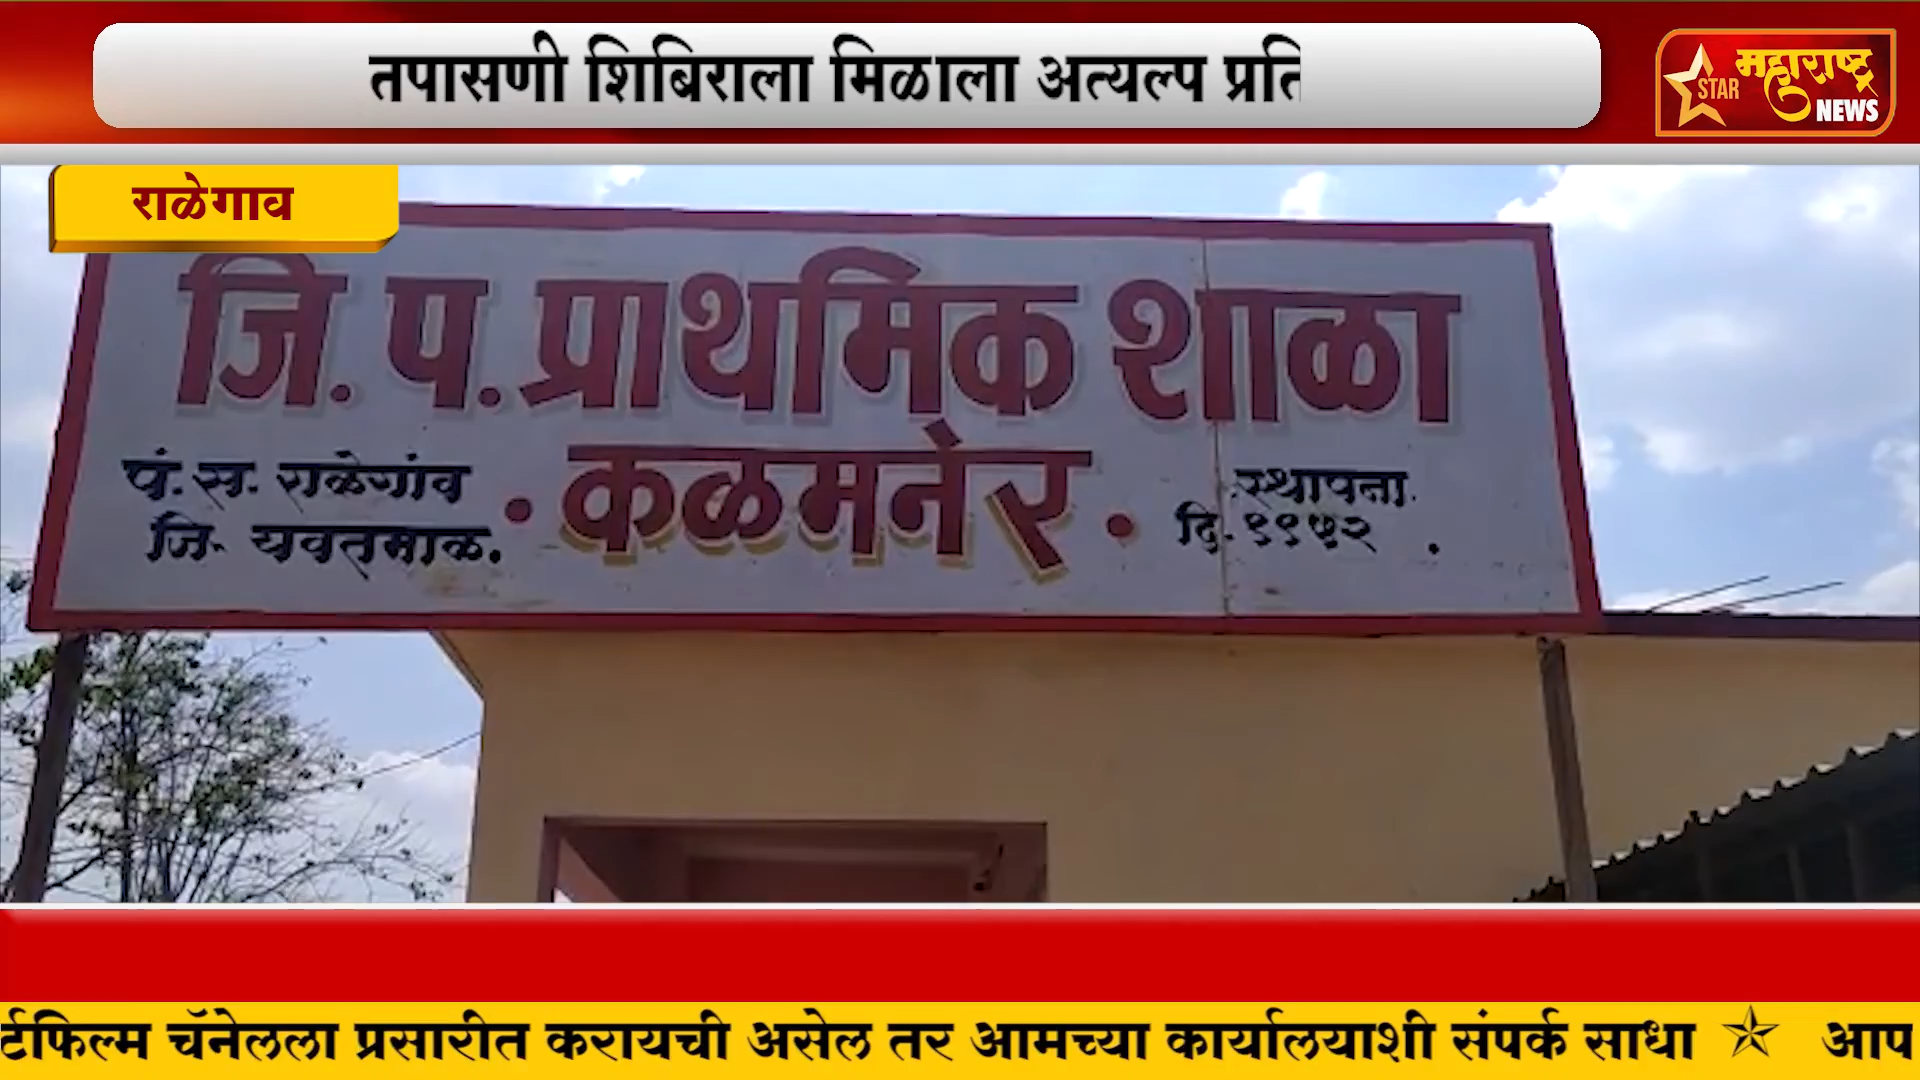 तपासणी शिबिराला मिळाला अत्यल्प प्रति
STAR महाराष्ट्र NEWS
राळेगाव
जि. प. प्राथमिक शाळा
कळमनेर
पं. स. राळेगांव
जि. यवतमाळ.
स्थापना
दि. १९५२
र्टफिल्म चॅनेलला प्रसारीत करायची असेल तर आमच्या कार्यालयाशी संपर्क साधा ☆ आप